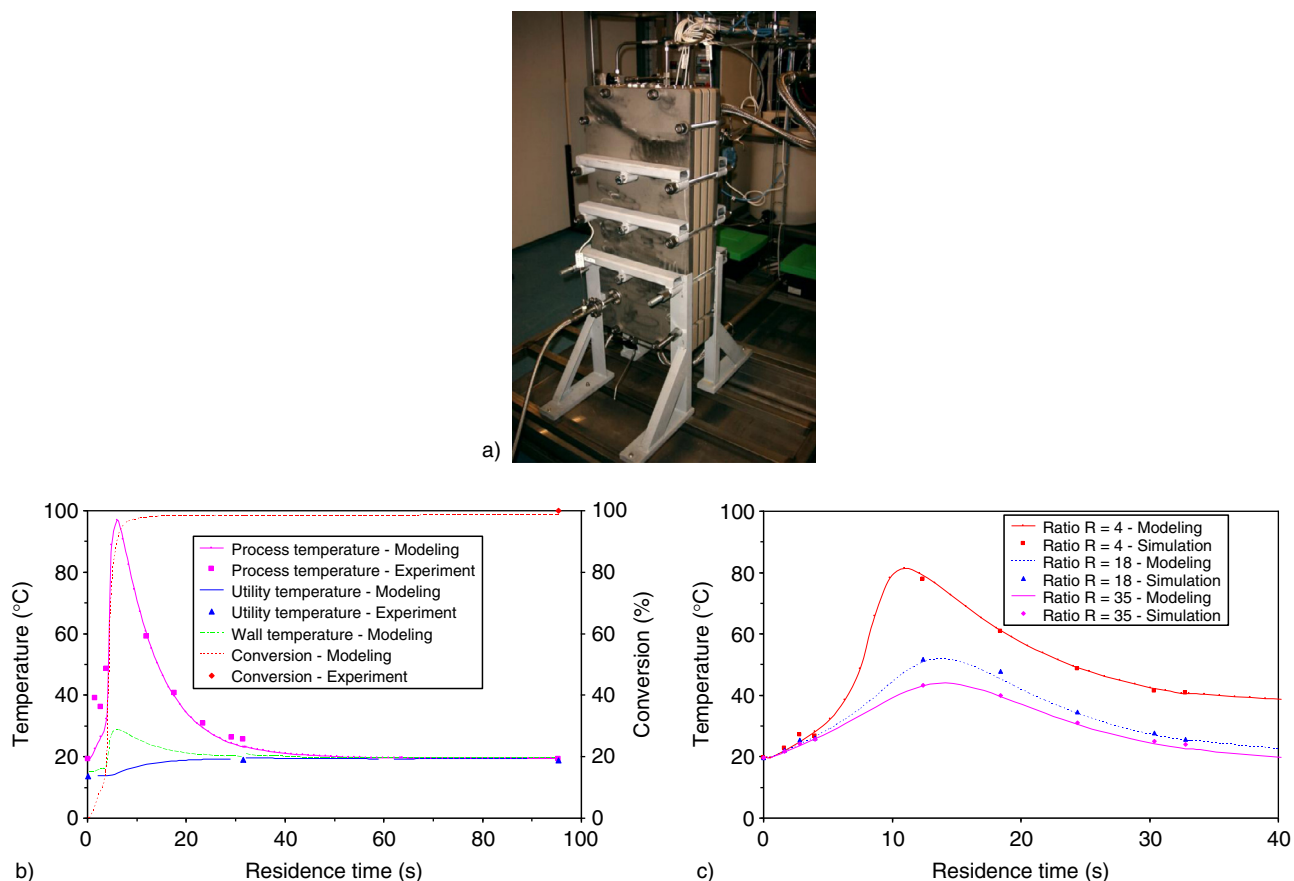 a)
100
80
60
40
20
0
Temperature (°C)
0
20
40
60
80
100
Residence time (s)
100
80
60
40
20
0
Conversion (%)
Process temperature - Modeling
Process temperature - Experiment
Utility temperature - Modeling
Utility temperature - Experiment
Wall temperature - Modeling
Conversion - Modeling
Conversion - Experiment
b)
100
80
60
40
20
0
Temperature (°C)
0
10
20
30
40
Residence time (s)
Ratio R = 4 - Modeling
Ratio R = 4 - Simulation
Ratio R = 18 - Modeling
Ratio R = 18 - Simulation
Ratio R = 35 - Modeling
Ratio R = 35 - Simulation
c)